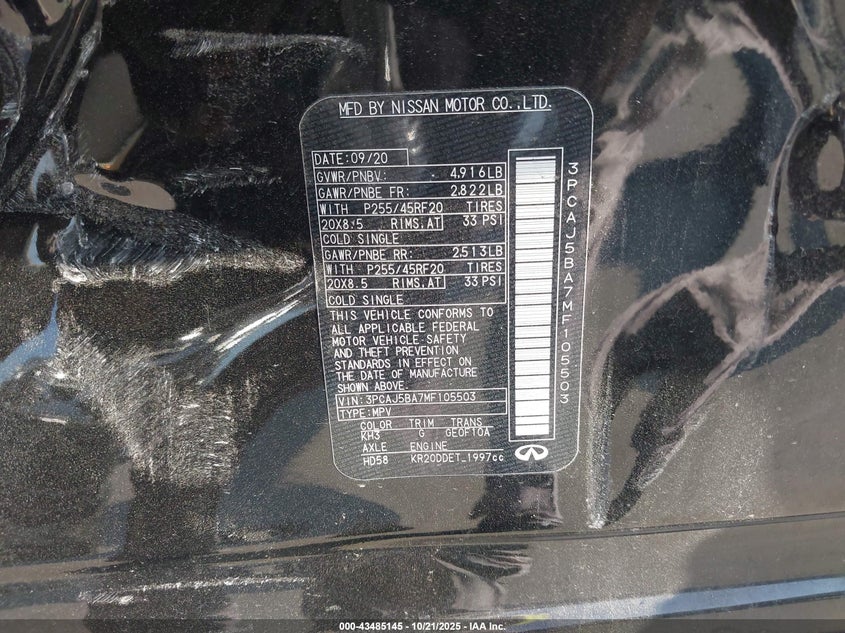 MFD BY NISSAN MOTOR CO.,LTD.
DATE: 09/20
GVWR/PNBV: 4.916LB
GAWR/PNBE FR: 2.822LB
WITH P255/45RF20 TIRES
20X8.5 RIMS.AT 33 PSI
COLD SINGLE
GAWR/PNBE RR: 2.513LB
WITH P255/45RF20 TIRES
20X8.5 RIMS.AT 33 PSI
COLD SINGLE
THIS VEHICLE CONFORMS TO
ALL APPLICABLE FEDERAL
MOTOR VEHICLE-SAFETY
AND THEFT PREVENTION
STANDARDS IN EFFECT ON
THE DATE OF MANUFACTURE
SHOWN ABOVE
VIN: 3PCAJ5BA7MF105503
TYPE: MPV
COLOR TRIM TRANS
KH3 G GE0F10A
AXLE ENGINE
HD58 KR20DDET_1997cc
3PCAJ5BA7MF105503
000-43485145 - 10/21/2025 - IAA Inc.